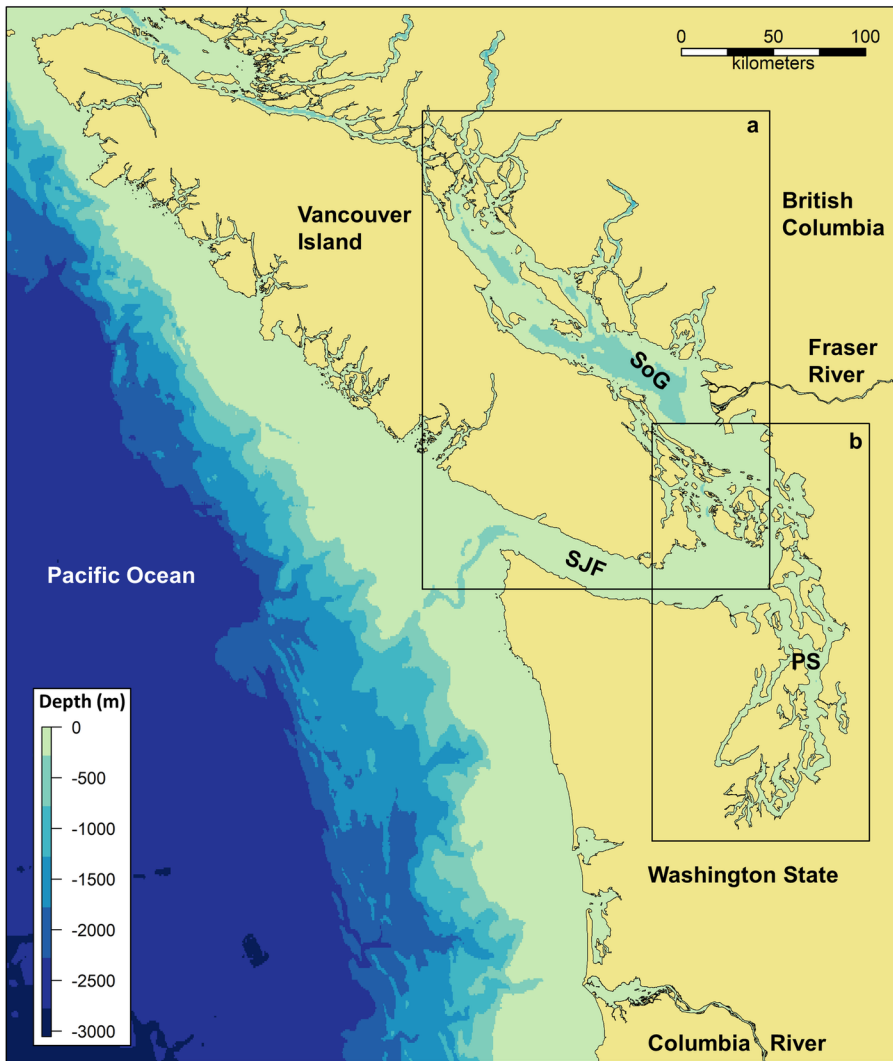 0 50 100
kilometers
a
Vancouver
Island
British
Columbia
SoG
Fraser
River
b
SJF
Pacific Ocean
PS
Depth (m)
0
-500
-1000
-1500
-2000
-2500
-3000
Washington State
Columbia River